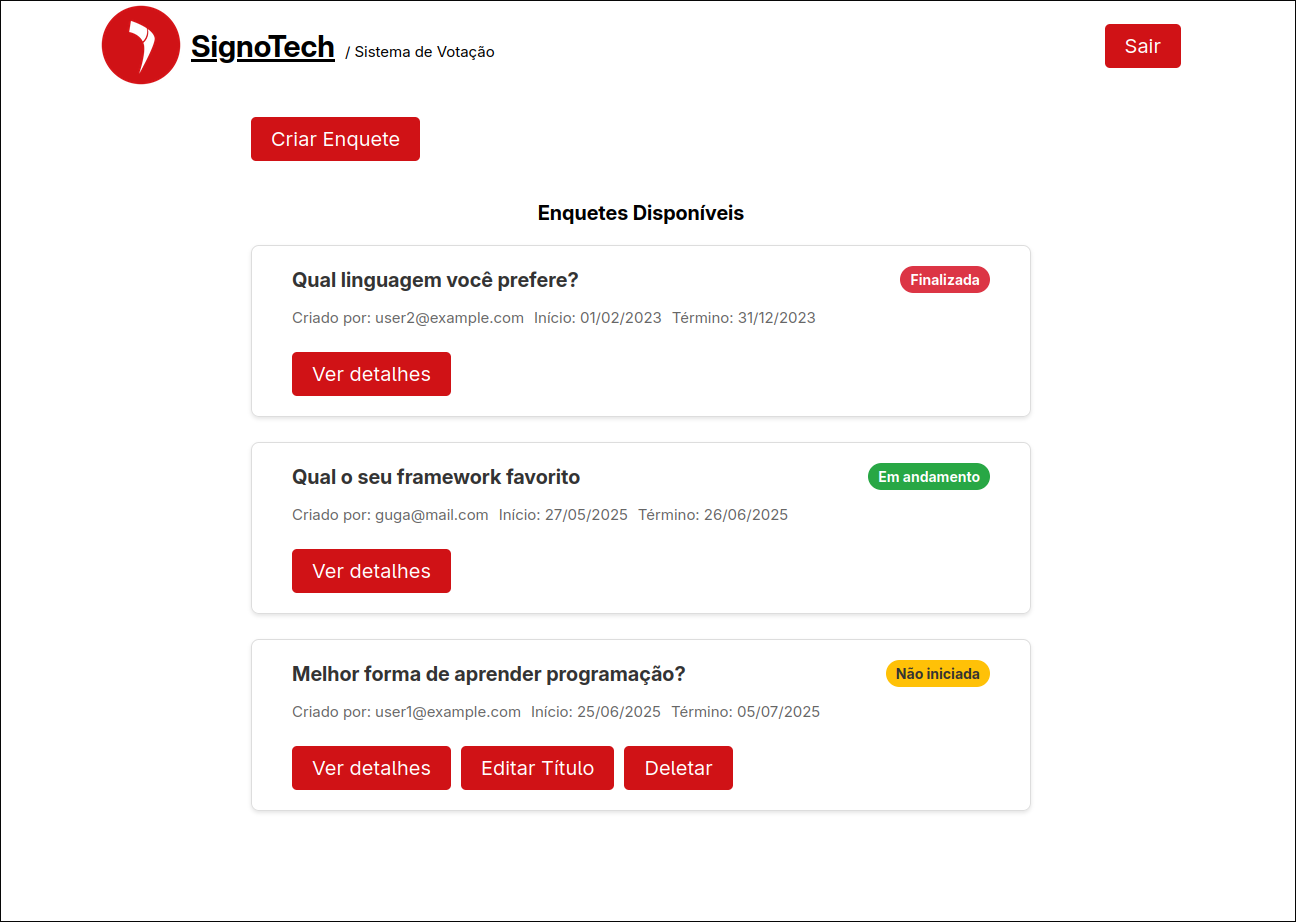 SignoTech / Sistema de Votação
Sair
Criar Enquete
Enquetes Disponíveis
Qual linguagem você prefere?
Finalizada
Criado por: user2@example.com Início: 01/02/2023 Término: 31/12/2023
Ver detalhes
Qual o seu framework favorito
Em andamento
Criado por: guga@mail.com Início: 27/05/2025 Término: 26/06/2025
Ver detalhes
Melhor forma de aprender programação?
Não iniciada
Criado por: user1@example.com Início: 25/06/2025 Término: 05/07/2025
Ver detalhes Editar Título Deletar